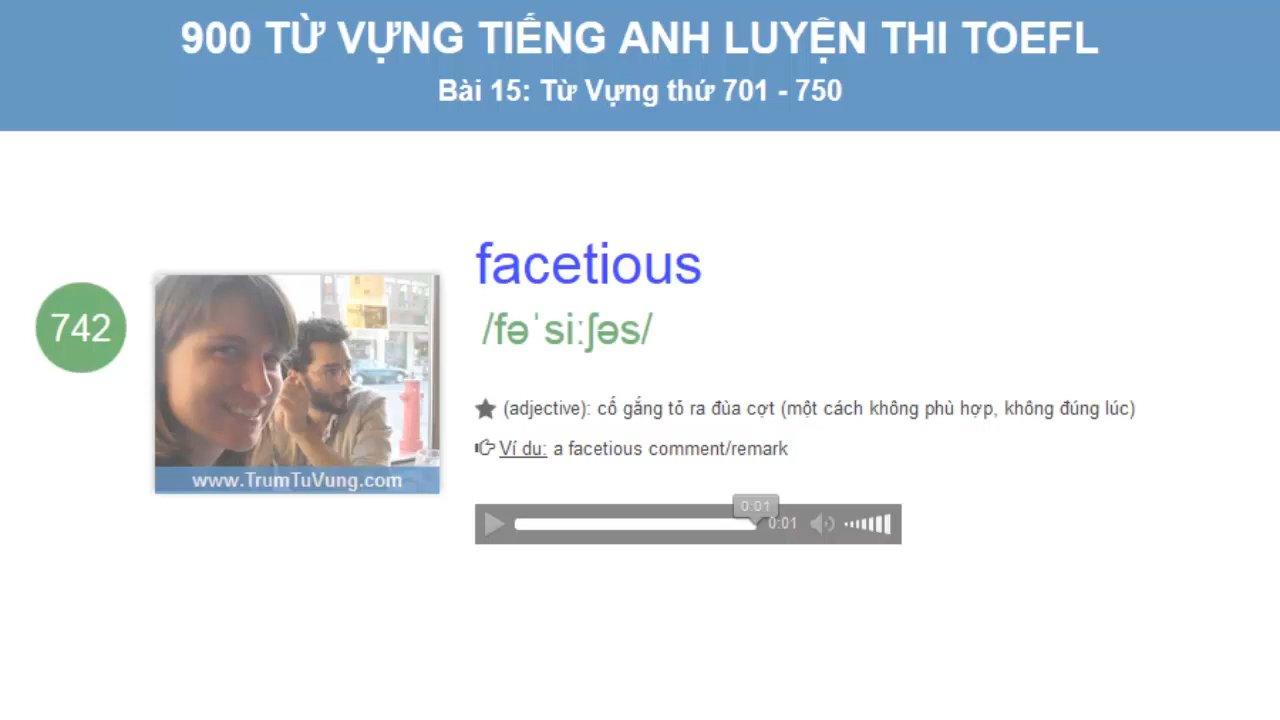 900 TỪ VỰNG TIẾNG ANH LUYỆN THI TOEFL
Bài 15: Từ Vựng thứ 701 - 750
742
www.TrumTuVung.com
facetious
/fəˈsiːʃəs/
(adjective): cố gắng tỏ ra đùa cợt (một cách không phù hợp, không đúng lúc)
Ví du: a facetious comment/remark
0:01
0:01